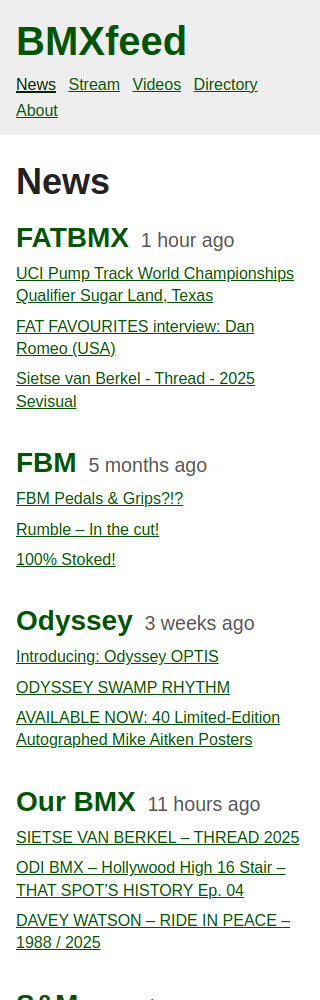 BMXfeed
News Stream Videos Directory
About
News
FATBMX 1 hour ago
UCI Pump Track World Championships
Qualifier Sugar Land, Texas
FAT FAVOURITES interview: Dan
Romeo (USA)
Sietse van Berkel - Thread - 2025
Sevisual
FBM 5 months ago
FBM Pedals & Grips?!?
Rumble – In the cut!
100% Stoked!
Odyssey 3 weeks ago
Introducing: Odyssey OPTIS
ODYSSEY SWAMP RHYTHM
AVAILABLE NOW: 40 Limited-Edition
Autographed Mike Aitken Posters
Our BMX 11 hours ago
SIETSE VAN BERKEL – THREAD 2025
ODI BMX – Hollywood High 16 Stair –
THAT SPOT’S HISTORY Ep. 04
DAVEY WATSON – RIDE IN PEACE –
1988 / 2025
S&M